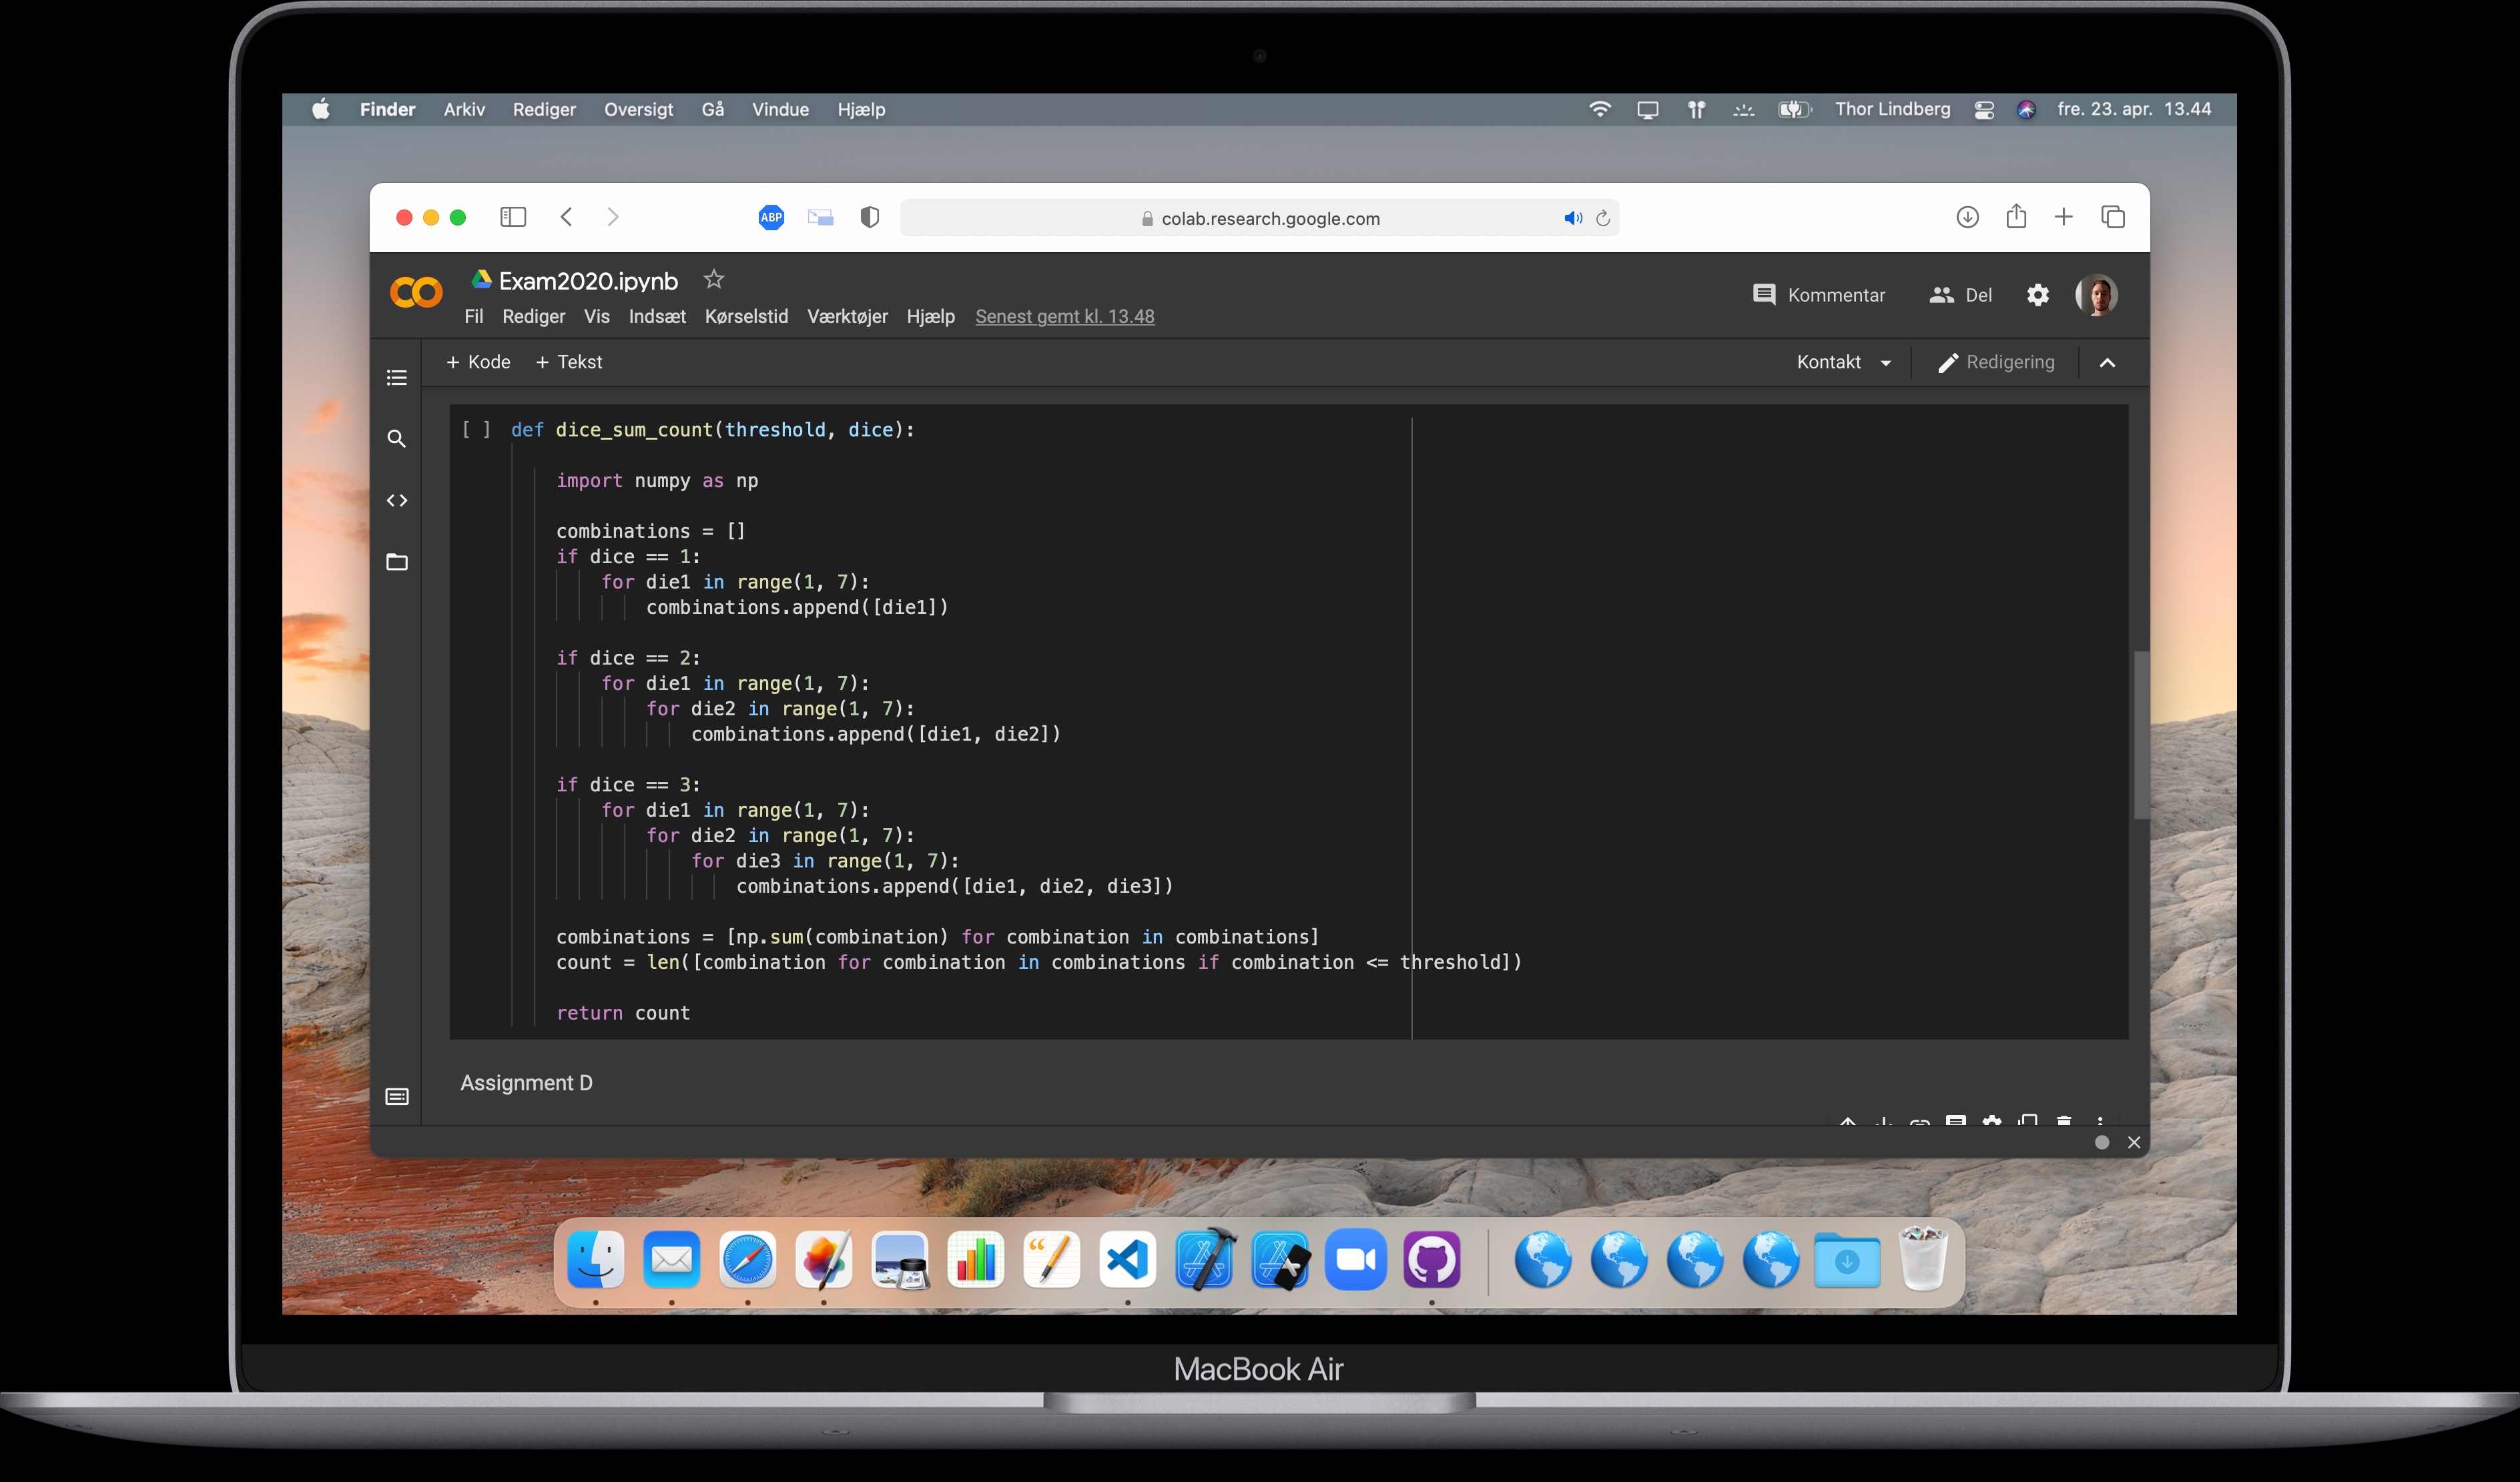 Finder Arkiv Rediger Oversigt Gå Vindue Hjælp Thor Lindberg fre. 23. apr. 13.44
ABP colab.research.google.com
Exam2020.ipynb
Kommentar Del
Fil Rediger Vis Indsæt Kørselstid Værktøjer Hjælp Senest gemt kl. 13.48
+ Kode + Tekst Kontakt Redigering
[ ] def dice_sum_count(threshold, dice):
import numpy as np
combinations = []
if dice == 1:
for die1 in range(1, 7):
combinations.append([die1])
if dice == 2:
for die1 in range(1, 7):
for die2 in range(1, 7):
combinations.append([die1, die2])
if dice == 3:
for die1 in range(1, 7):
for die2 in range(1, 7):
for die3 in range(1, 7):
combinations.append([die1, die2, die3])
combinations = [np.sum(combination) for combination in combinations]
count = len([combination for combination in combinations if combination <= threshold])
return count
Assignment D
MacBook Air